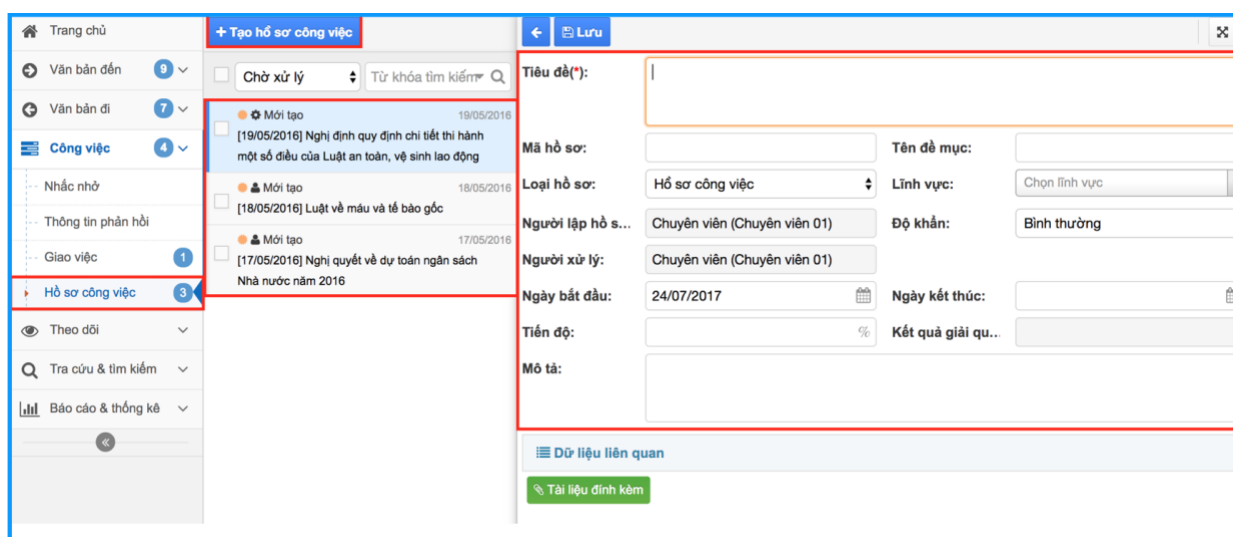 Trang chủ
Văn bản đến 9
Văn bản đi 7
Công việc 4
Nhắc nhở
Thông tin phản hồi
Giao việc 1
Hồ sơ công việc 3
Theo dõi
Tra cứu & tìm kiếm
Báo cáo & thống kê
+ Tạo hồ sơ công việc
Chờ xử lý Từ khóa tìm kiếm
Mới tạo 19/05/2016
[19/05/2016] Nghị định quy định chi tiết thi hành
một số điều của Luật an toàn, vệ sinh lao động
Mới tạo 18/05/2016
[18/05/2016] Luật về máu và tế bào gốc
Mới tạo 17/05/2016
[17/05/2016] Nghị quyết về dự toán ngân sách
Nhà nước năm 2016
Lưu
Tiêu đề(*):
Mã hồ sơ: Tên đề mục:
Loại hồ sơ: Hồ sơ công việc Lĩnh vực: Chọn lĩnh vực
Người lập hồ s... Chuyên viên (Chuyên viên 01) Độ khẩn: Bình thường
Người xử lý: Chuyên viên (Chuyên viên 01)
Ngày bắt đầu: 24/07/2017 Ngày kết thúc:
Tiến độ: % Kết quả giải qu...
Mô tả:
Dữ liệu liên quan
Tài liệu đính kèm